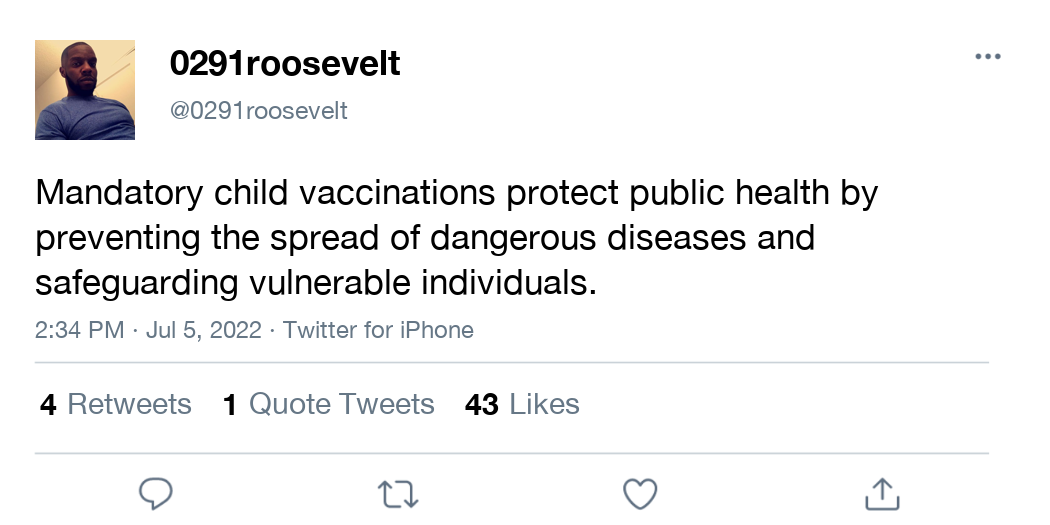 0291roosevelt
@0291roosevelt
Mandatory child vaccinations protect public health by
preventing the spread of dangerous diseases and
safeguarding vulnerable individuals.
2:34 PM · Jul 5, 2022 · Twitter for iPhone
4 Retweets 1 Quote Tweets 43 Likes